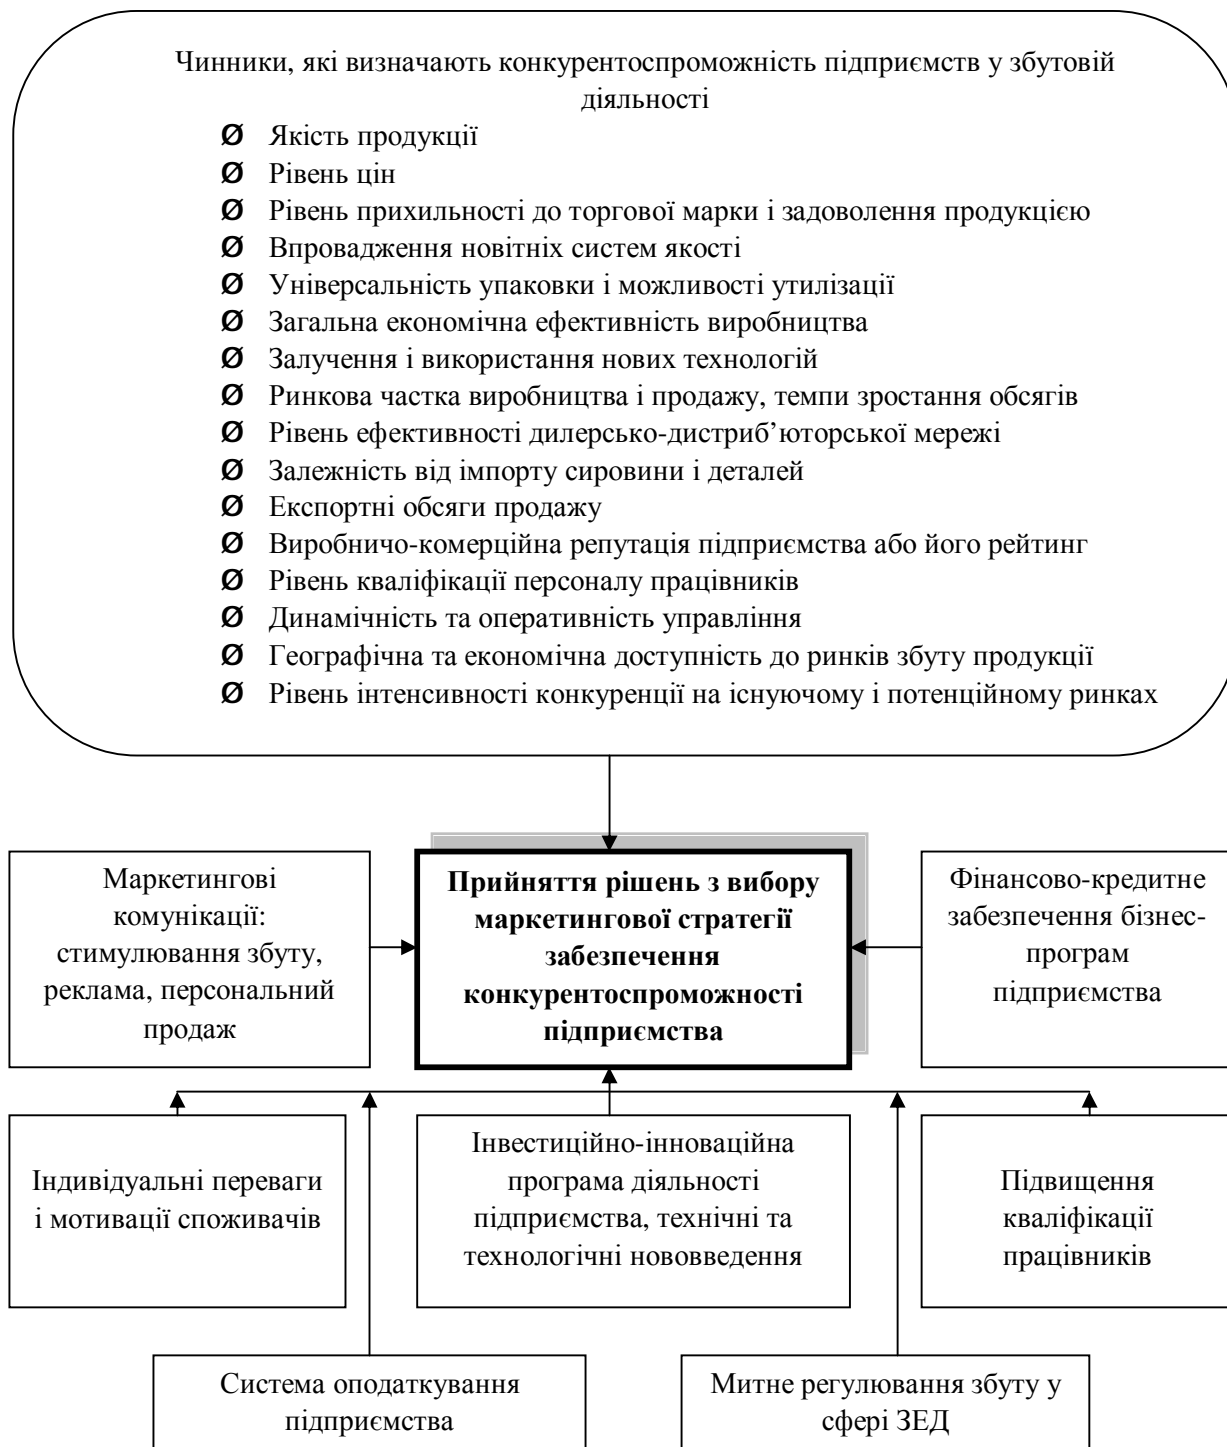 Чинники, які визначають конкурентоспроможність підприємств у збутовій
діяльності
Ø Якість продукції
Ø Рівень цін
Ø Рівень прихильності до торгової марки і задоволення продукцією
Ø Впровадження новітніх систем якості
Ø Універсальність упаковки і можливості утилізації
Ø Загальна економічна ефективність виробництва
Ø Залучення і використання нових технологій
Ø Ринкова частка виробництва і продажу, темпи зростання обсягів
Ø Рівень ефективності дилерсько-дистриб’юторської мережі
Ø Залежність від імпорту сировини і деталей
Ø Експортні обсяги продажу
Ø Виробничо-комерційна репутація підприємства або його рейтинг
Ø Рівень кваліфікації персоналу працівників
Ø Динамічність та оперативність управління
Ø Географічна та економічна доступність до ринків збуту продукції
Ø Рівень інтенсивності конкуренції на існуючому і потенційному ринках
Маркетингові
комунікації:
стимулювання збуту,
реклама, персональний
продаж
Прийняття рішень з вибору
маркетингової стратегії
забезпечення
конкурентоспроможності
підприємства
Фінансово-кредитне
забезпечення бізнес-
програм
підприємства
Індивідуальні переваги
і мотивації споживачів
Інвестиційно-інноваційна
програма діяльності
підприємства, технічні та
технологічні нововведення
Підвищення
кваліфікації
працівників
Система оподаткування
підприємства
Митне регулювання збуту у
сфері ЗЕД